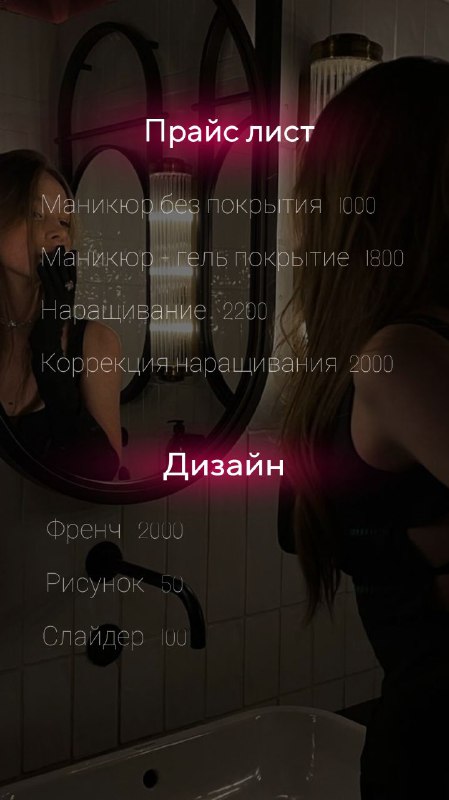 Прайс лист
Маникюр без покрытия 1000
Маникюр - гель покрытие 1800
Наращивание 2200
Коррекция наращивания 2000
Дизайн
Френч 2000
Рисунок 50
Слайдер 100